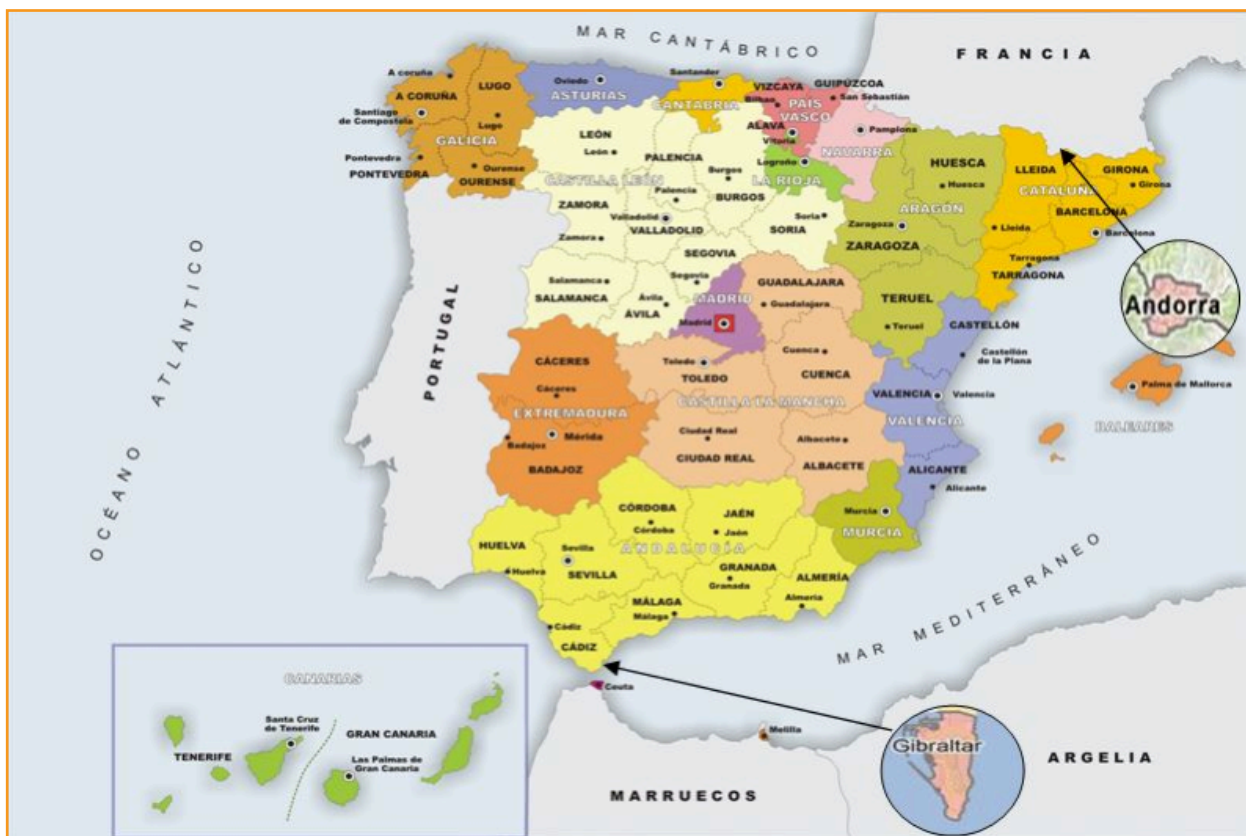 MAR CANTÁBRICO
FRANCIA
OCÉANO ATLÁNTICO
PORTUGAL
A coruña
A CORUÑA
LUGO
Santiago
de Compostela
Lugo
GALICIA
Pontevedra
PONTEVEDRA
Ourense
OURENSE
Oviedo
ASTURIAS
Santander
CANTABRIA
VIZCAYA
GUIPÚZCOA
Bilbao
PAÍS
VASCO
San Sebastián
ALAVA
Vitoria
Pamplona
NAVARRA
Logroño
LA RIOJA
LEÓN
León
PALENCIA
Burgos
CASTILLA LEÓN
Palencia
BURGOS
ZAMORA
Valladolid
VALLADOLID
Soria
SORIA
Zamora
SEGOVIA
Segovia
Salamanca
SALAMANCA
Ávila
ÁVILA
MADRID
Madrid
HUESCA
Huesca
ARAGÓN
Zaragoza
ZARAGOZA
TERUEL
Teruel
LLEIDA
GIRONA
CATALUÑA
Girona
BARCELONA
Lleida
Barcelona
Tarragona
TARRAGONA
Andorra
GUADALAJARA
Guadalajara
Cuenca
CUENCA
Toledo
TOLEDO
CASTILLA LA MANCHA
Ciudad Real
CIUDAD REAL
Albacete
ALBACETE
CÁCERES
Cáceres
EXTREMADURA
Badajoz
Mérida
BADAJOZ
CASTELLÓN
Castellón
de la Plana
VALENCIA
Valencia
VALENCIA
ALICANTE
Alicante
Palma de Mallorca
BALEARES
Murcia
MURCIA
CÓRDOBA
Córdoba
JAÉN
Jaén
ANDALUCÍA
HUELVA
Huelva
Sevilla
SEVILLA
GRANADA
Granada
ALMERÍA
Almería
MÁLAGA
Málaga
Cádiz
CÁDIZ
MAR MEDITERRÁNEO
Ceuta
Melilla
Gibraltar
MARRUECOS
ARGELIA
CANARIAS
Santa Cruz
de Tenerife
TENERIFE
GRAN CANARIA
Las Palmas de
Gran Canaria